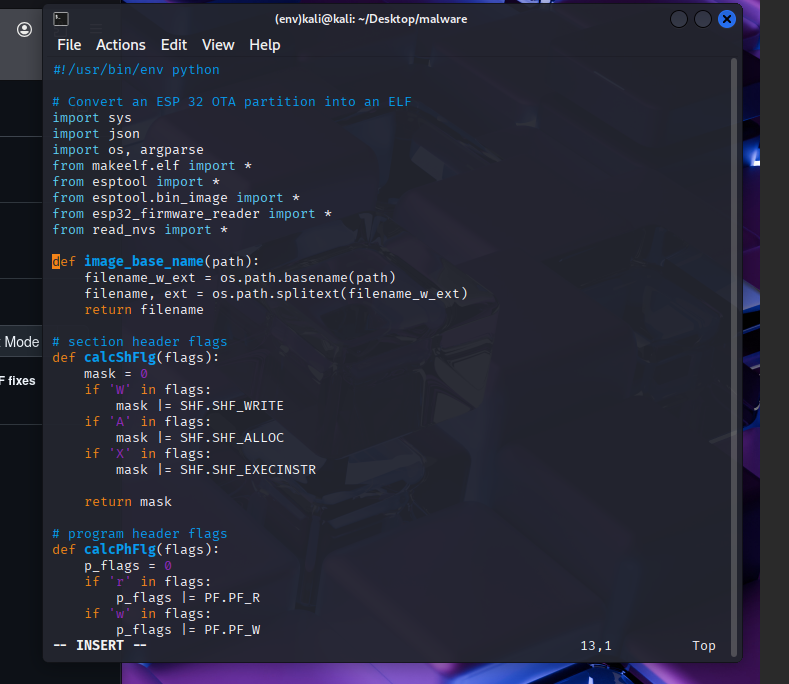 (env)kali@kali: ~/Desktop/malware
File Actions Edit View Help
#!/usr/bin/env python

# Convert an ESP 32 OTA partition into an ELF
import sys
import json
import os, argparse
from makeelf.elf import *
from esptool import *
from esptool.bin_image import *
from esp32_firmware_reader import *
from read_nvs import *

def image_base_name(path):
    filename_w_ext = os.path.basename(path)
    filename, ext = os.path.splitext(filename_w_ext)
    return filename

# section header flags
def calcShFlg(flags):
    mask = 0
    if 'W' in flags:
        mask |= SHF.SHF_WRITE
    if 'A' in flags:
        mask |= SHF.SHF_ALLOC
    if 'X' in flags:
        mask |= SHF.SHF_EXECINSTR

    return mask

# program header flags
def calcPhFlg(flags):
    p_flags = 0
    if 'r' in flags:
        p_flags |= PF.PF_R
    if 'w' in flags:
        p_flags |= PF.PF_W
-- INSERT -- 13,1 Top
Mode
F fixes